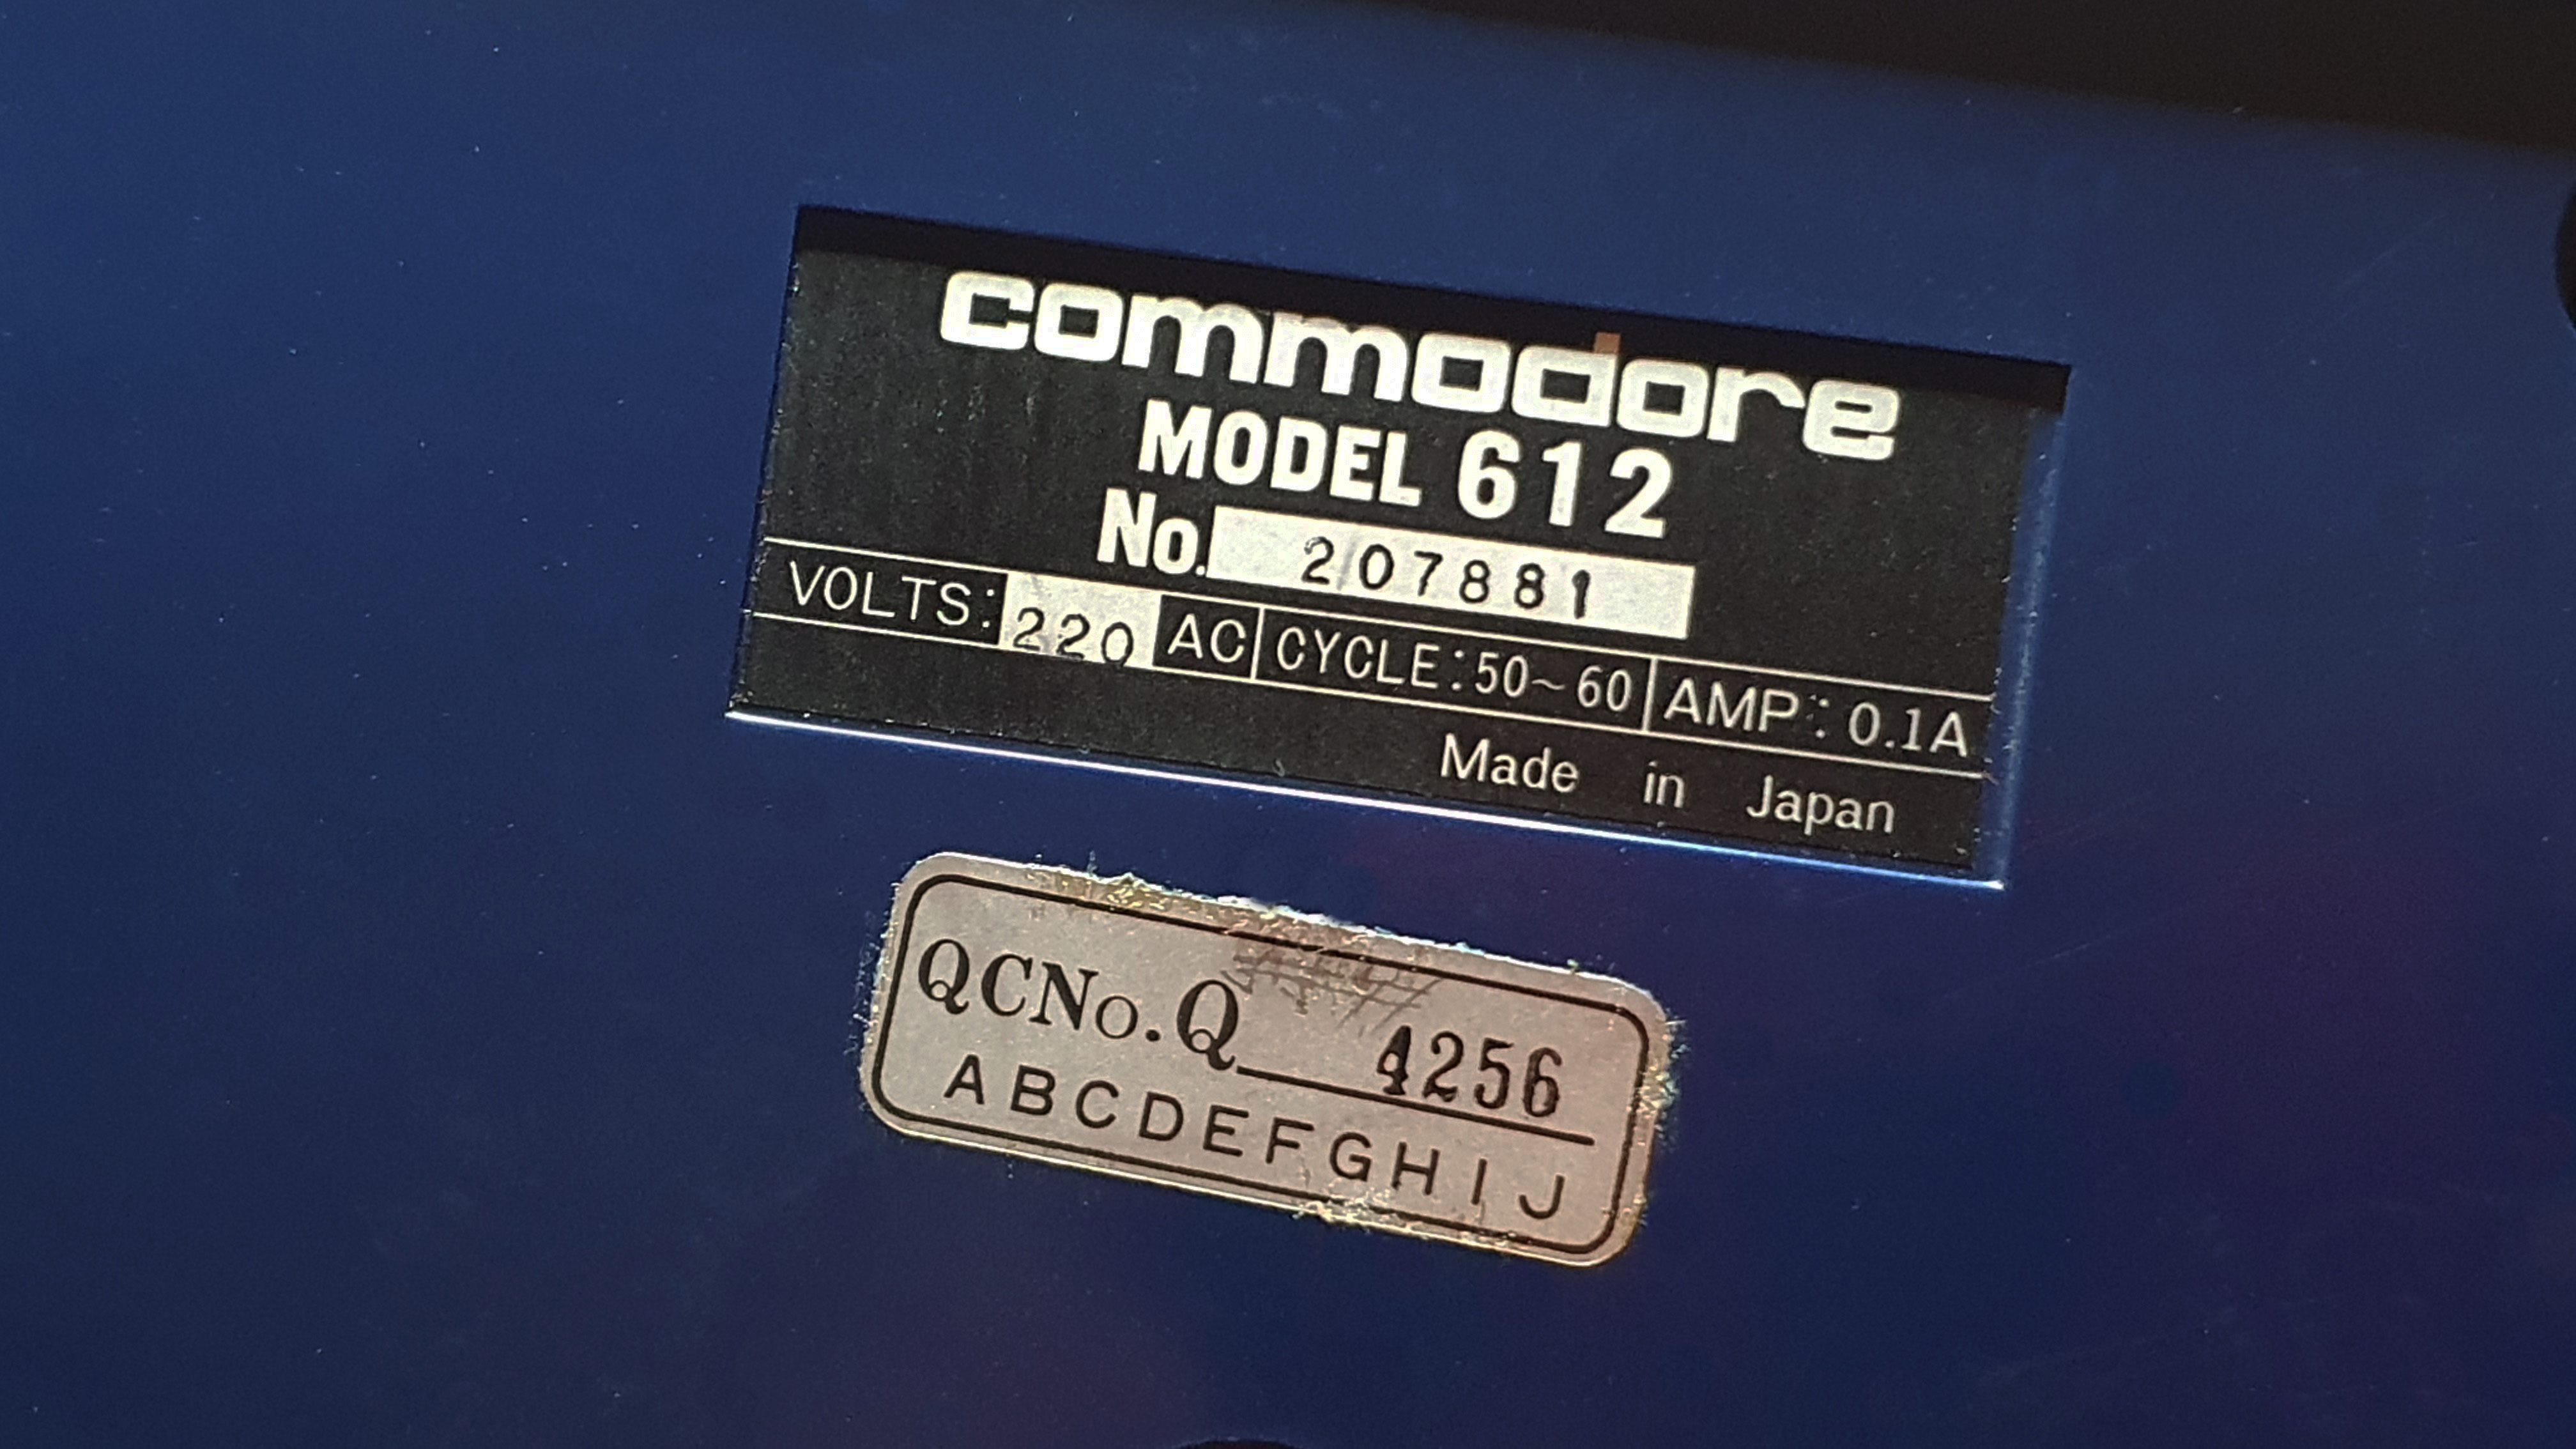 commodore
MODEL 612
No. 207881
VOLTS: 220 AC CYCLE: 50~60 AMP: 0.1A
Made in Japan
QCNo. Q 4256
ABCDEFGHIJ